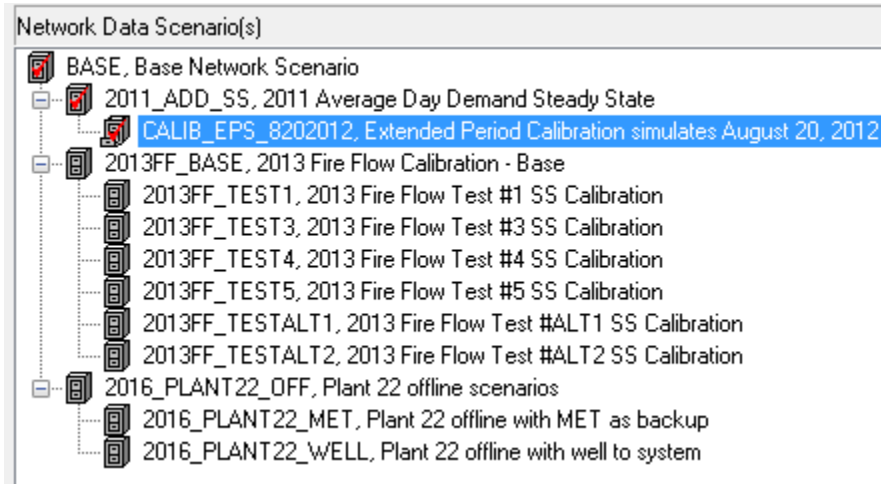 Network Data Scenario(s)
BASE, Base Network Scenario
2011_ADD_SS, 2011 Average Day Demand Steady State
CALIB_EPS_8202012, Extended Period Calibration simulates August 20, 2012
2013FF_BASE, 2013 Fire Flow Calibration - Base
2013FF_TEST1, 2013 Fire Flow Test #1 SS Calibration
2013FF_TEST3, 2013 Fire Flow Test #3 SS Calibration
2013FF_TEST4, 2013 Fire Flow Test #4 SS Calibration
2013FF_TEST5, 2013 Fire Flow Test #5 SS Calibration
2013FF_TESTALT1, 2013 Fire Flow Test #ALT1 SS Calibration
2013FF_TESTALT2, 2013 Fire Flow Test #ALT2 SS Calibration
2016_PLANT22_OFF, Plant 22 offline scenarios
2016_PLANT22_MET, Plant 22 offline with MET as backup
2016_PLANT22_WELL, Plant 22 offline with well to system